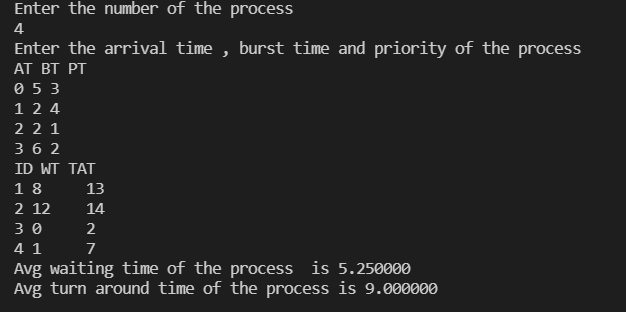 Enter the number of the process
4
Enter the arrival time , burst time and priority of the process
AT BT PT
0 5 3
1 2 4
2 2 1
3 6 2
ID WT TAT
1 8     13
2 12    14
3 0     2
4 1     7
Avg waiting time of the process  is 5.250000
Avg turn around time of the process is 9.000000